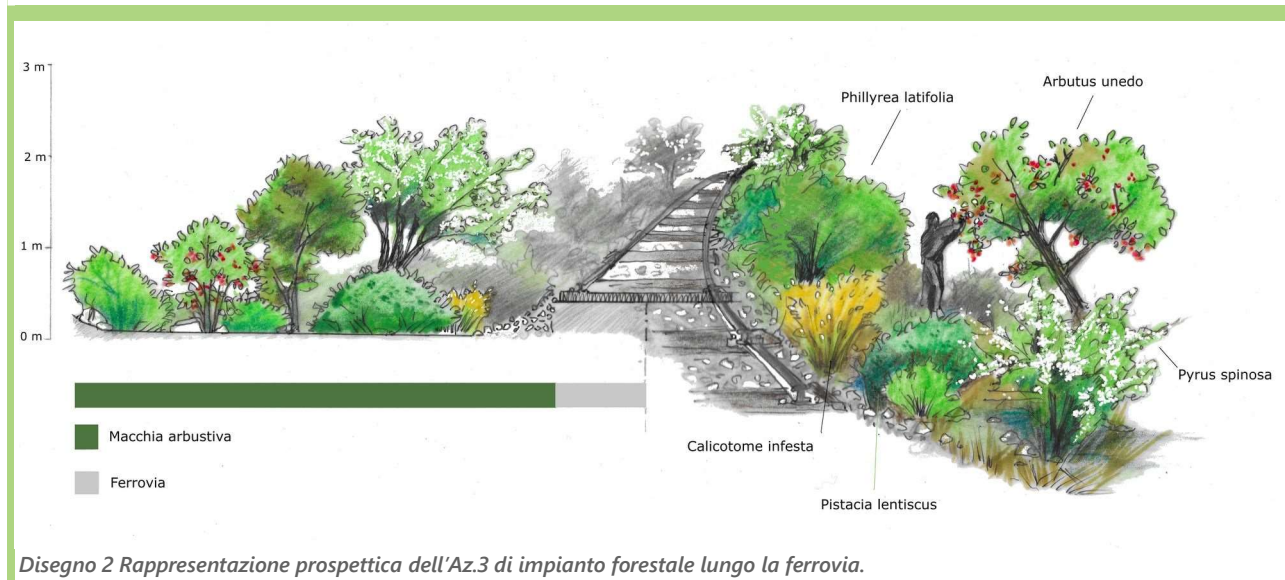 3 m
2 m
1 m
0 m
Phillyrea latifolia
Arbutus unedo
Pyrus spinosa
Calicotome infesta
Pistacia lentiscus
Macchia arbustiva
Ferrovia
Disegno 2 Rappresentazione prospettica dell'Az.3 di impianto forestale lungo la ferrovia.